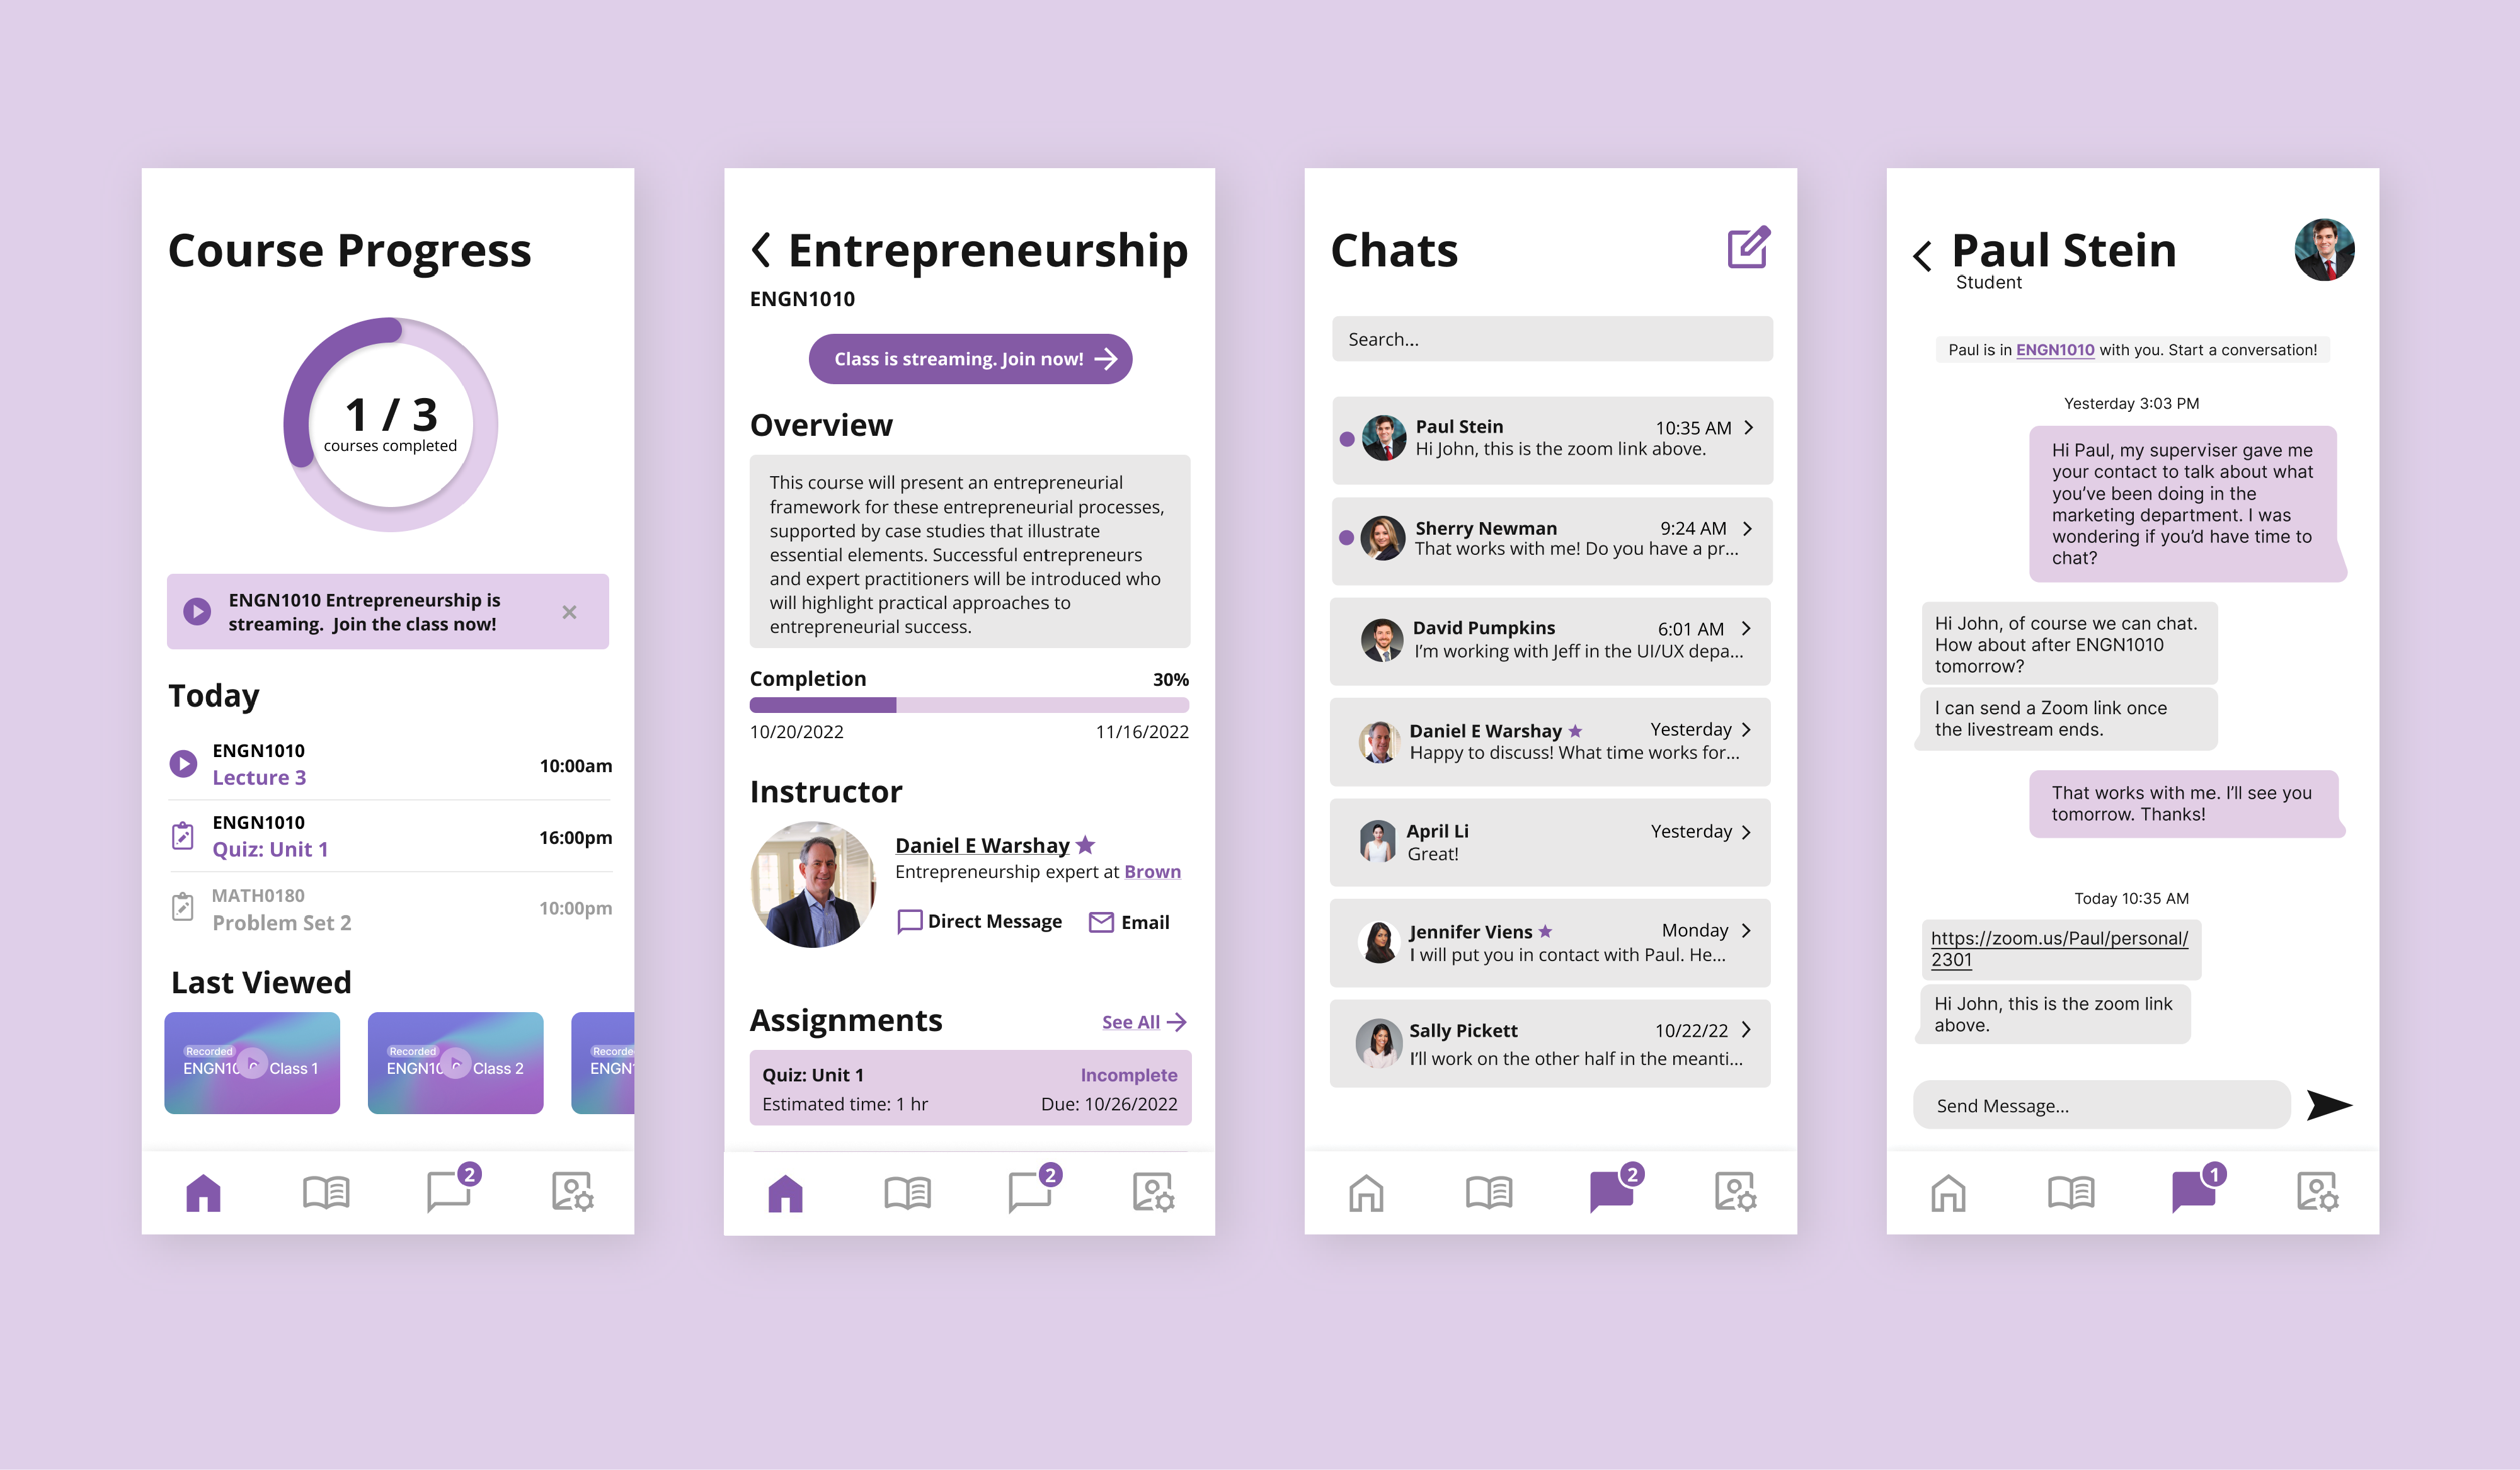 Course Progress
1 / 3
courses completed
ENGN1010 Entrepreneurship is
streaming. Join the class now!
Today
ENGN1010
Lecture 3
10:00am
ENGN1010
Quiz: Unit 1
16:00pm
MATH0180
Problem Set 2
10:00pm
Last Viewed
Recorded
ENGN10 Class 1
Recorded
ENGN10 Class 2
Recorde
ENGN
2
Entrepreneurship
ENGN1010
Class is streaming. Join now!
Overview
This course will present an entrepreneurial
framework for these entrepreneurial processes,
supported by case studies that illustrate
essential elements. Successful entrepreneurs
and expert practitioners will be introduced who
will highlight practical approaches to
entrepreneurial success.
Completion 30%
10/20/2022 11/16/2022
Instructor
Daniel E Warshay
Entrepreneurship expert at Brown
Direct Message Email
Assignments See All
Quiz: Unit 1 Incomplete
Estimated time: 1 hr Due: 10/26/2022
2
Chats
Search...
Paul Stein 10:35 AM
Hi John, this is the zoom link above.
Sherry Newman 9:24 AM
That works with me! Do you have a pr...
David Pumpkins 6:01 AM
I'm working with Jeff in the UI/UX depa...
Daniel E Warshay Yesterday
Happy to discuss! What time works for...
April Li Yesterday
Great!
Jennifer Viens Monday
I will put you in contact with Paul. He...
Sally Pickett 10/22/22
I'll work on the other half in the meanti...
2
Paul Stein
Student
Paul is in ENGN1010 with you. Start a conversation!
Yesterday 3:03 PM
Hi Paul, my superviser gave me
your contact to talk about what
you've been doing in the
marketing department. I was
wondering if you'd have time to
chat?
Hi John, of course we can chat.
How about after ENGN1010
tomorrow?
I can send a Zoom link once
the livestream ends.
That works with me. I'll see you
tomorrow. Thanks!
Today 10:35 AM
https://zoom.us/Paul/personal/
2301
Hi John, this is the zoom link
above.
Send Message...
1